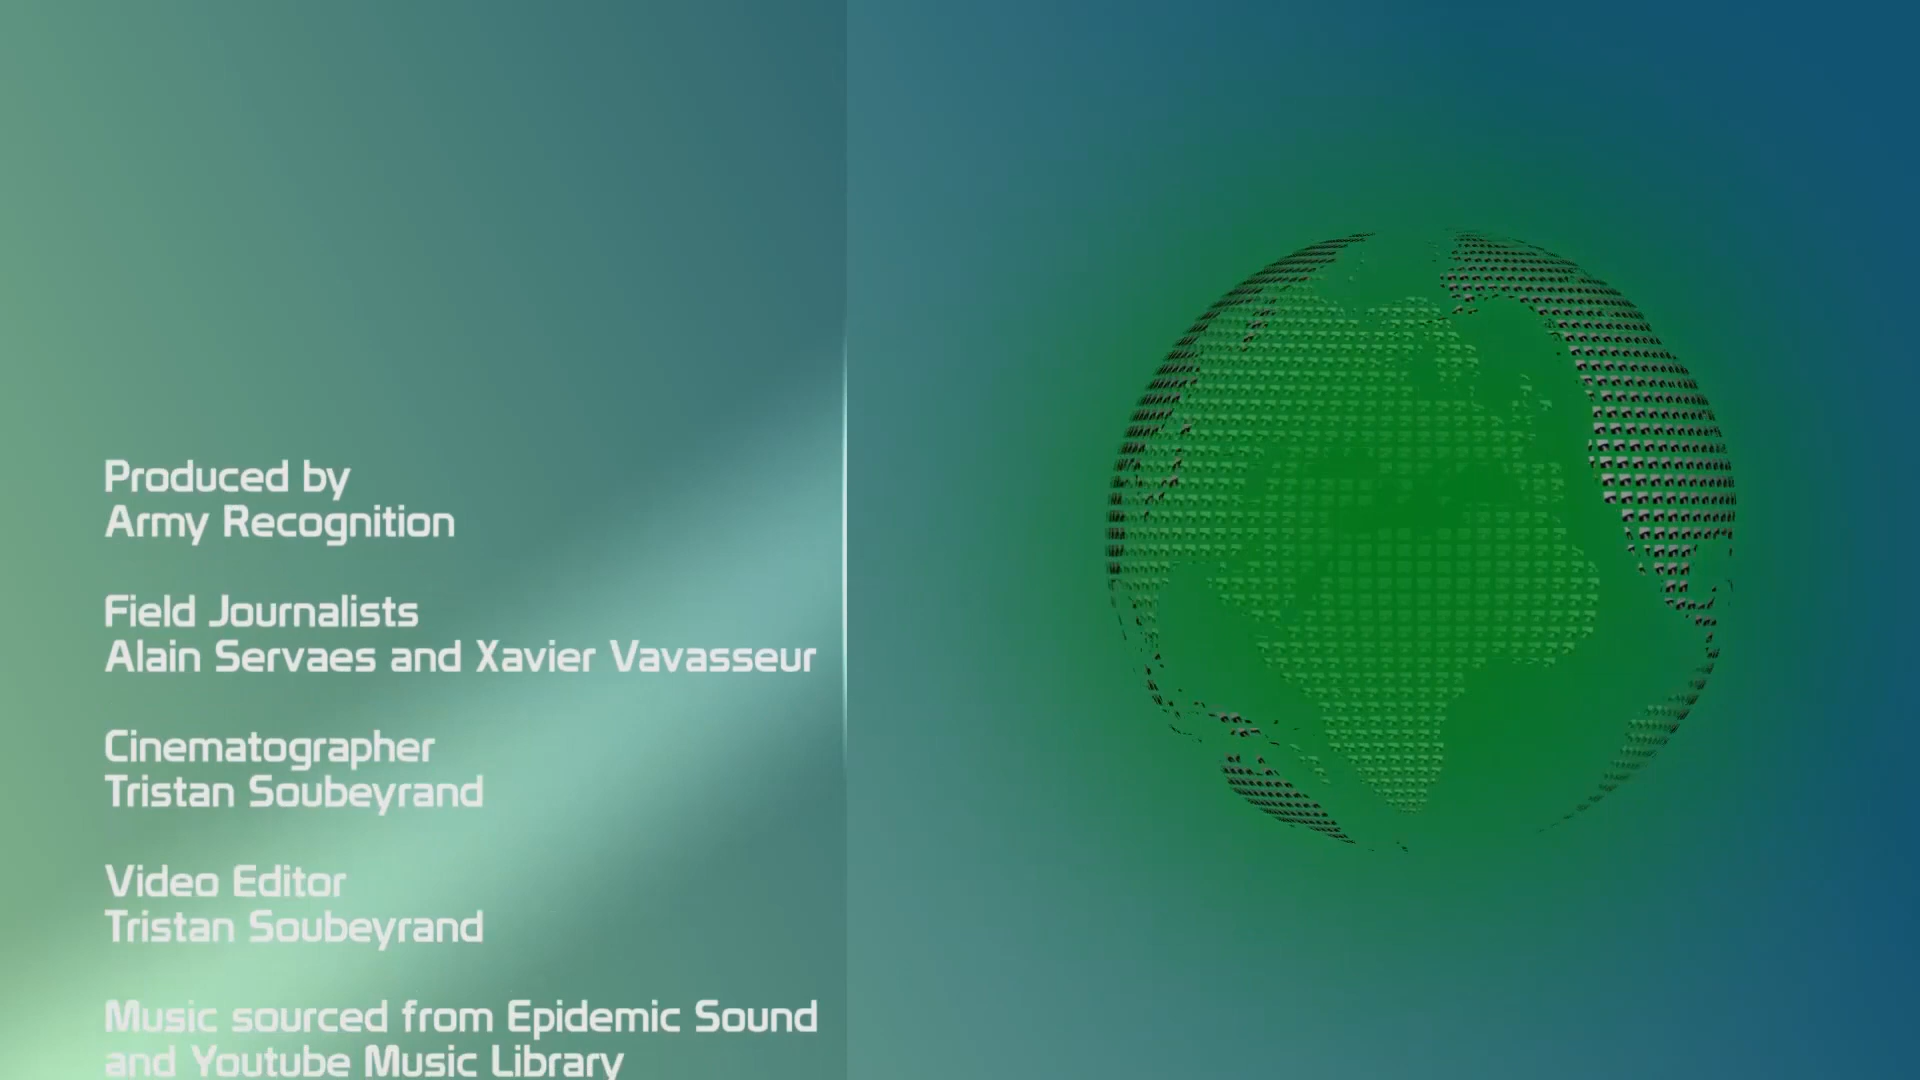 Produced by
Army Recognition
Field Journalists
Alain Servaes and Xavier Vavasseur
Cinematographer
Tristan Soubeyrand
Video Editor
Tristan Soubeyrand
Music sourced from Epidemic Sound
and Youtube Music Library